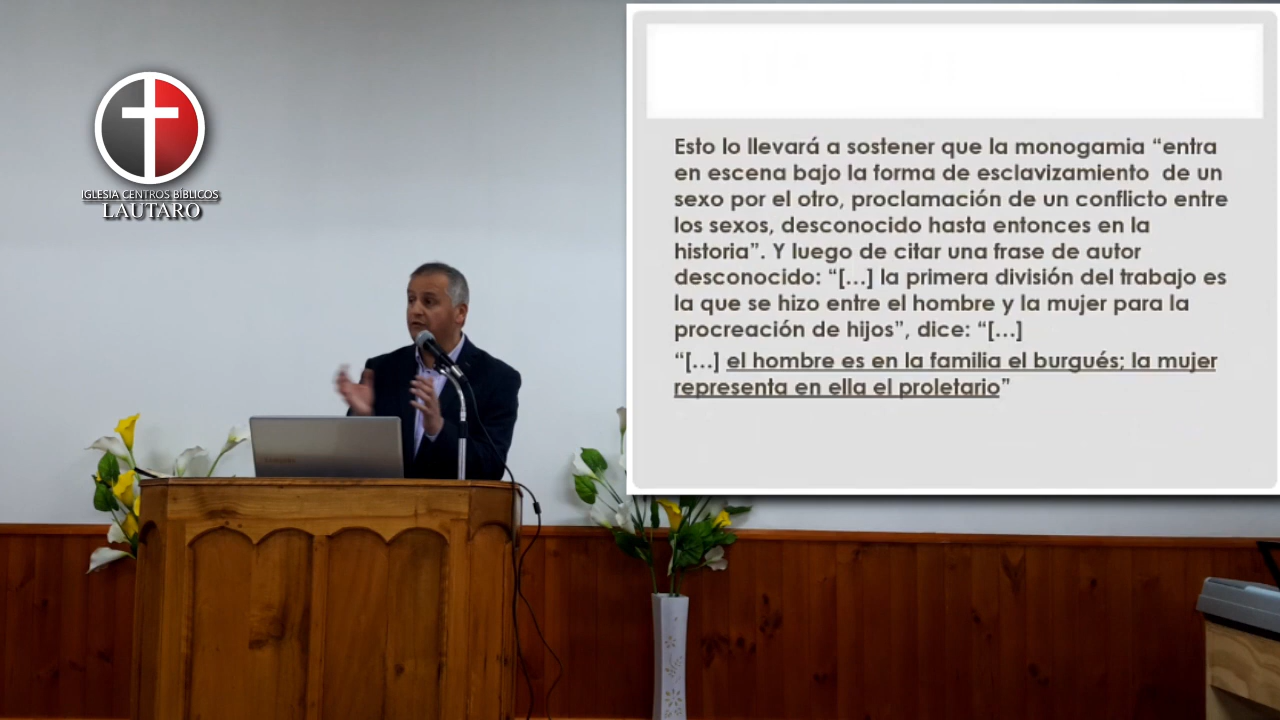 IGLESIA CENTROS BÍBLICOS
LAUTARO
Esto lo llevará a sostener que la monogamia “entra
en escena bajo la forma de esclavizamiento de un
sexo por el otro, proclamación de un conflicto entre
los sexos, desconocido hasta entonces en la
historia”. Y luego de citar una frase de autor
desconocido: “[...] la primera división del trabajo es
la que se hizo entre el hombre y la mujer para la
procreación de hijos”, dice: “[...]
“[...] el hombre es en la familia el burgués; la mujer
representa en ella el proletario”